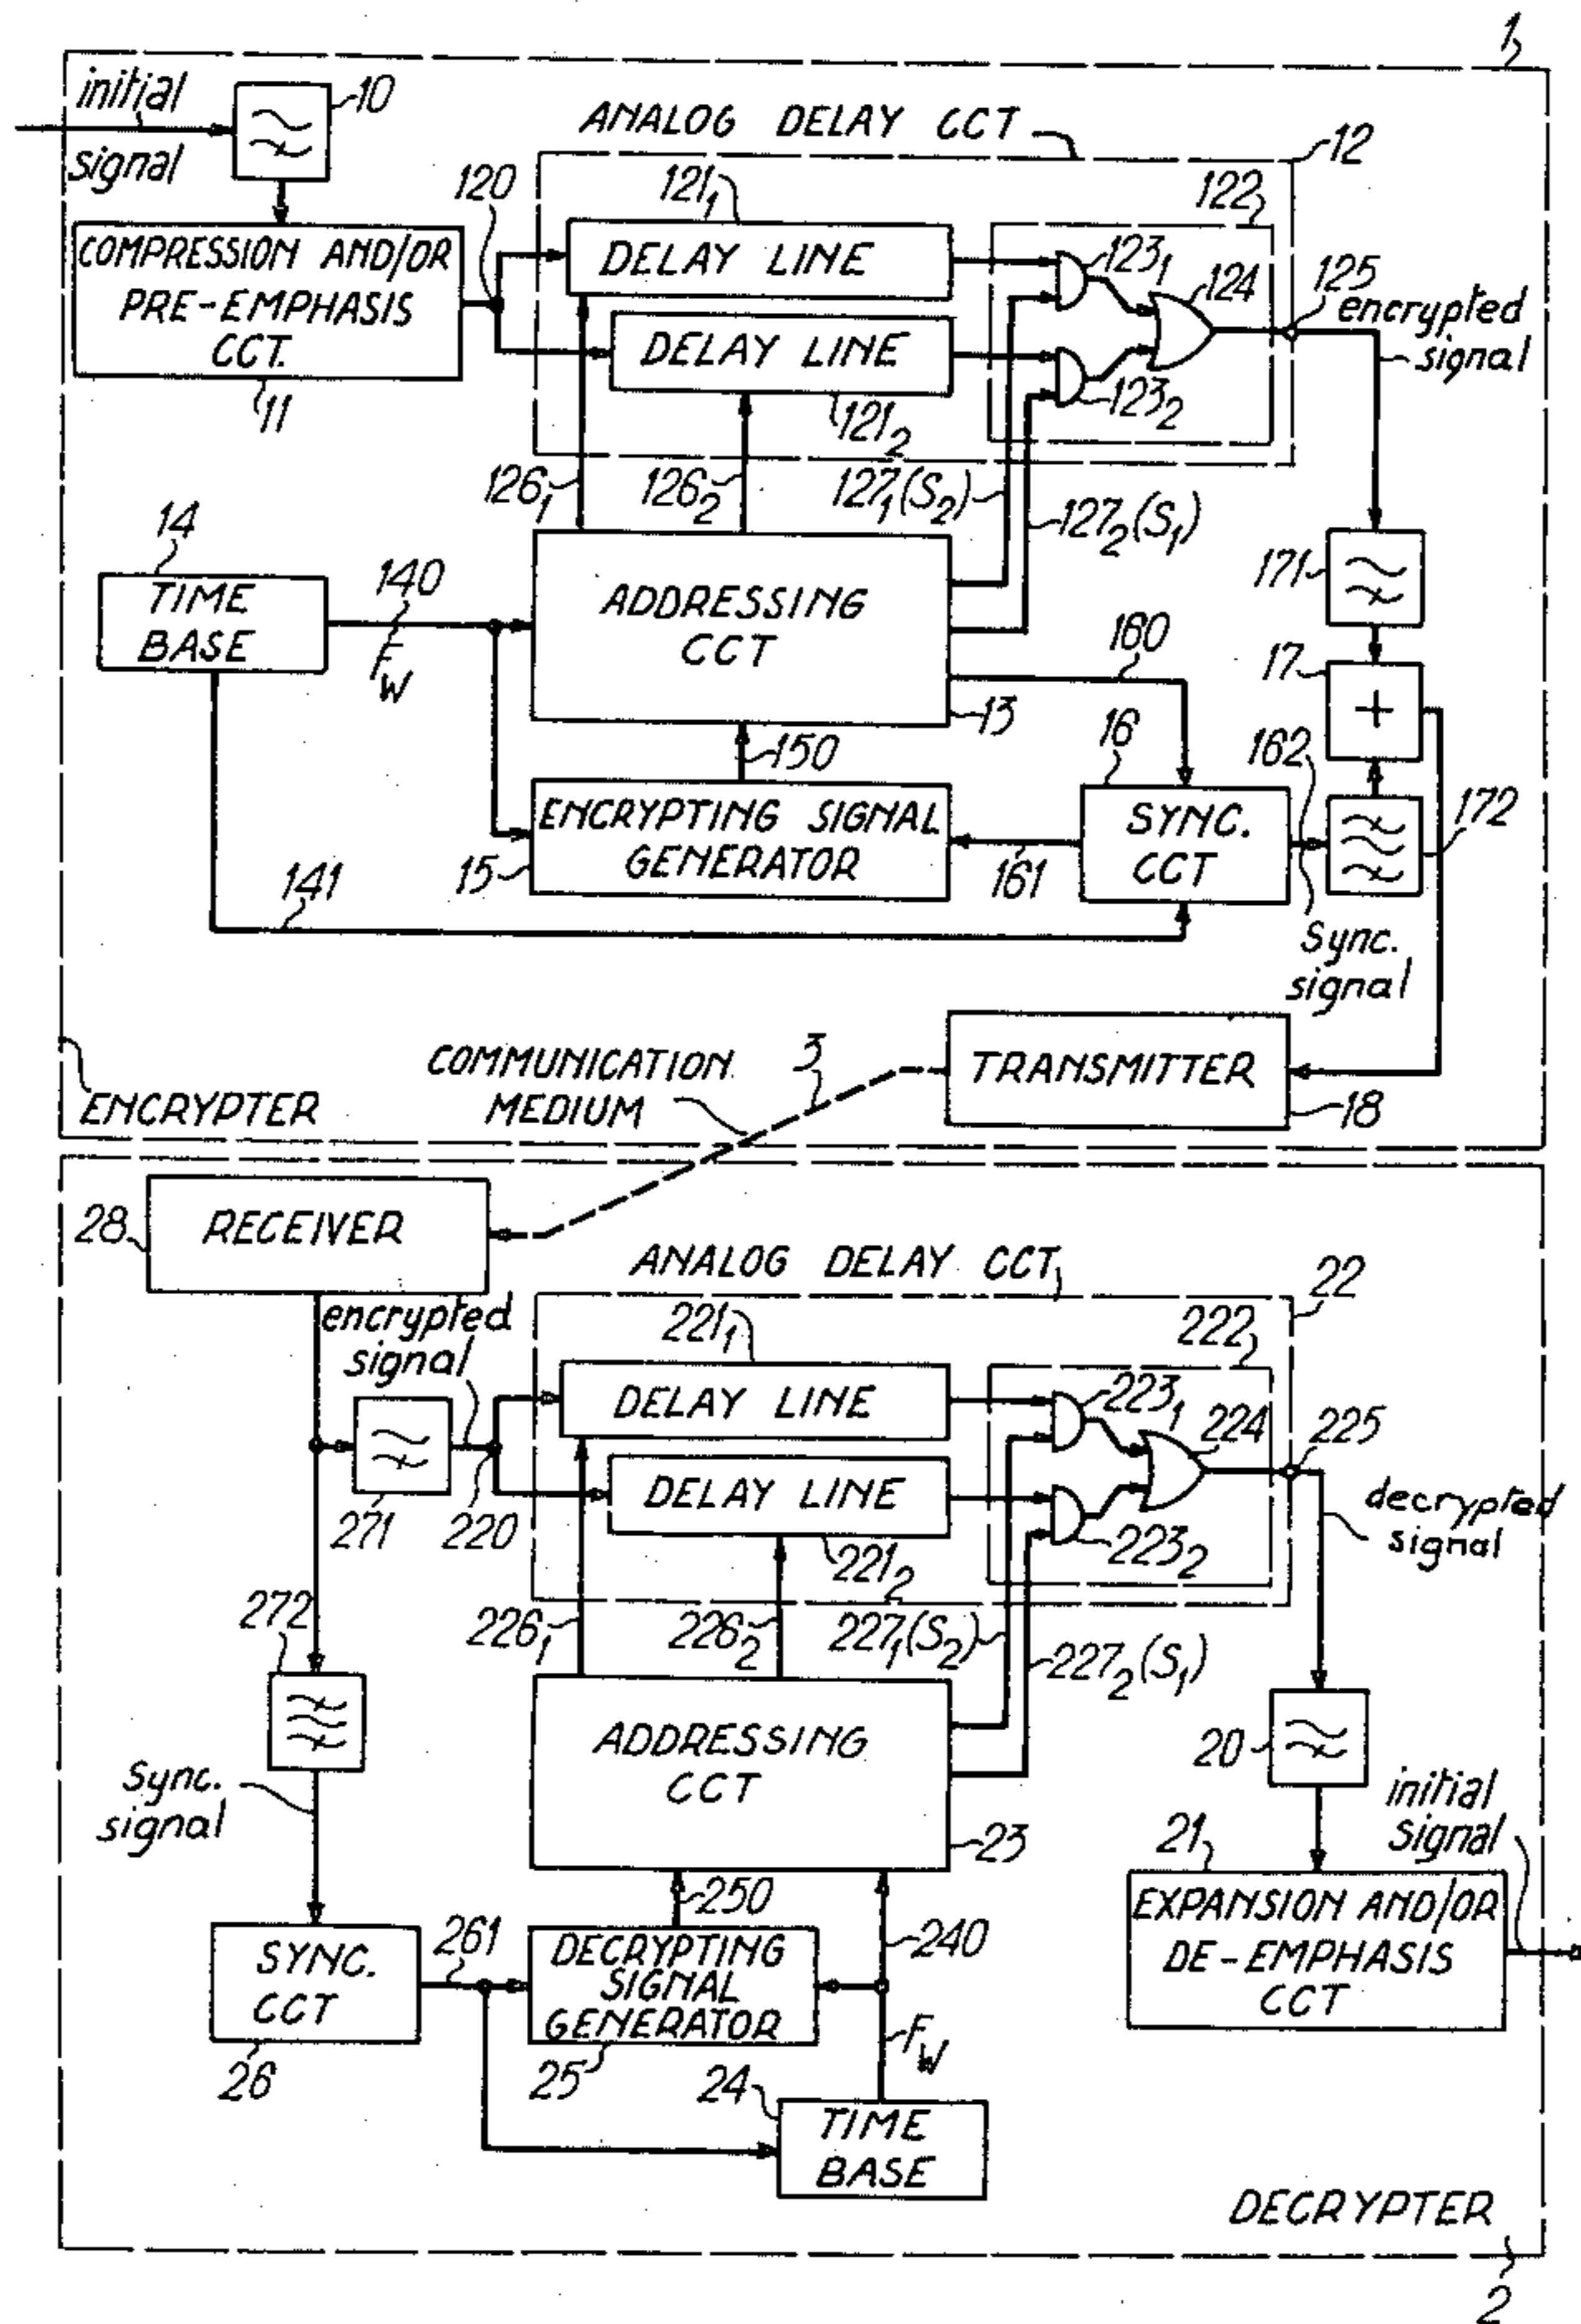 1
initial
signal
10
ANALOG DELAY CCT
12
120
121₁
122
COMPRESSION AND/OR
PRE-EMPHASIS
CCT.
11
DELAY LINE
123₁
124
125
encrypted
signal
DELAY LINE
121₂
123₂
126₁
126₂
127₁(S₂)
127₂(S₁)
14
TIME
BASE
140
F_W
ADDRESSING
CCT
13
171
160
17
+
150
16
162
ENCRYPTING SIGNAL
GENERATOR
15
161
SYNC.
CCT
172
141
Sync.
signal
COMMUNICATION
MEDIUM
3
TRANSMITTER
18
ENCRYPTER
28
RECEIVER
ANALOG DELAY CCT
22
encrypted
signal
221₁
222
DELAY LINE
223₁
224
225
271
220
DELAY LINE
221₂
223₂
decrypted
signal
272
226₁
226₂
227₁(S₂)
227₂(S₁)
ADDRESSING
CCT
23
20
Sync.
signal
initial
signal
21
250
240
EXPANSION AND/OR
DE-EMPHASIS
CCT
SYNC.
CCT
26
261
DECRYPTING
SIGNAL
GENERATOR
25
F_W
24
TIME
BASE
DECRYPTER
2